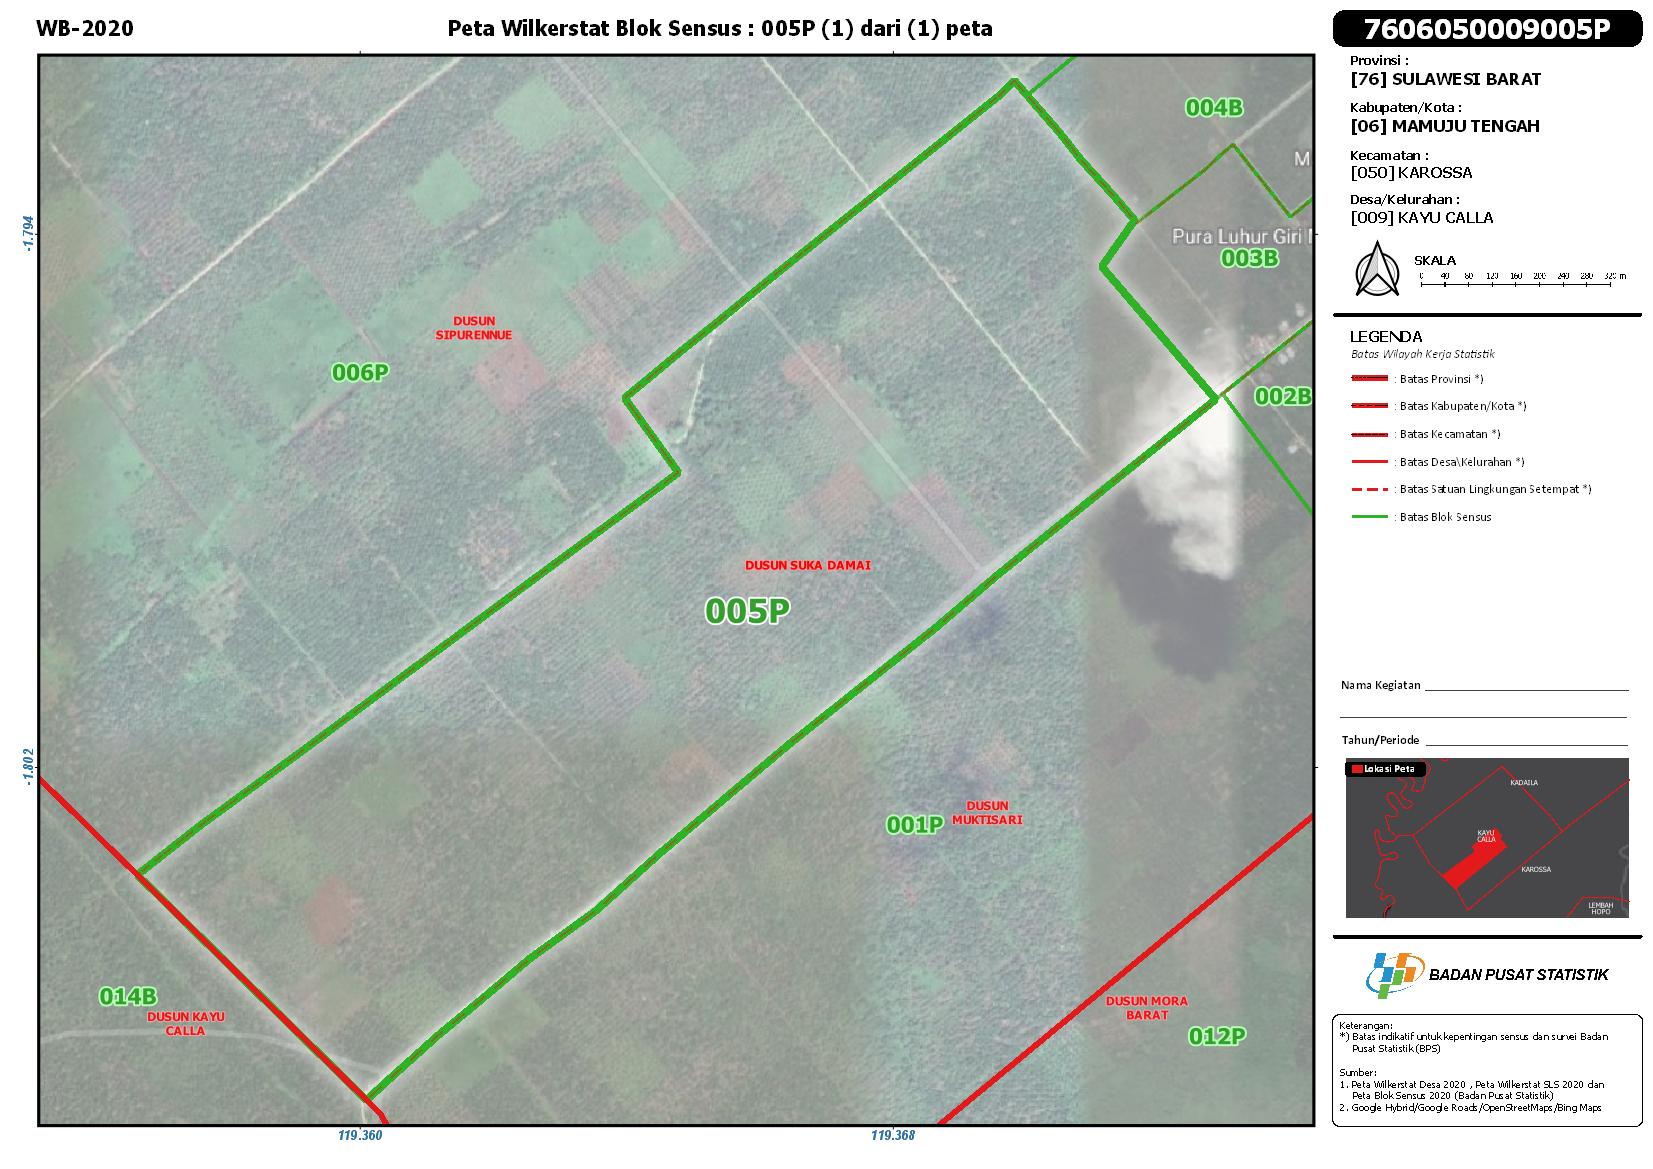 WB-2020
Peta Wilkerstat Blok Sensus : 005P (1) dari (1) peta
7606050009005P
Provinsi :
[76] SULAWESI BARAT
Kabupaten/Kota :
[06] MAMUJU TENGAH
Kecamatan :
[050] KAROSSA
Desa/Kelurahan :
[009] KAYU CALLA
SKALA
0 40 80 120 160 200 240 280 320 m
LEGENDA
Batas Wilayah Kerja Statistik
: Batas Provinsi *)
: Batas Kabupaten/Kota *)
: Batas Kecamatan *)
: Batas Desa\Kelurahan *)
: Batas Satuan Lingkungan Setempat *)
: Batas Blok Sensus
Nama Kegiatan
Tahun/Periode
Lokasi Peta
KADAILA
KAYU
CALLA
KAROSSA
LEMBAH
HOPO
BADAN PUSAT STATISTIK
Keterangan:
*) Batas indikatif untuk kepentingan sensus dan survei Badan
Pusat Statistik (BPS)
Sumber:
1. Peta Wilkerstat Desa 2020 , Peta Wilkerstat SLS 2020 dan
Peta Blok Sensus 2020 (Badan Pusat Statistik)
2. Google Hybrid/Google Roads/OpenStreetMaps/Bing Maps
004B
M
Pura Luhur Giri
003B
002B
DUSUN
SIPURENNUE
006P
DUSUN SUKA DAMAI
005P
DUSUN
MUKTISARI
001P
014B
DUSUN KAYU
CALLA
DUSUN MORA
BARAT
012P
-1.794
-1.802
119.360
119.368